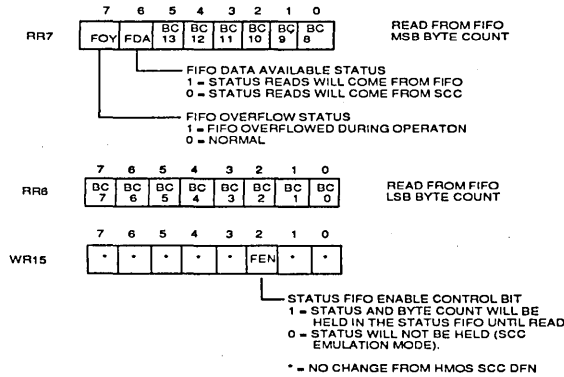 7 6 5 4 3 2 1 0
RR7 FOY FDA BC 13 BC 12 BC 11 BC 10 BC 9 BC 8
READ FROM FIFO
MSB BYTE COUNT
FIFO DATA AVAILABLE STATUS
1 = STATUS READS WILL COME FROM FIFO
0 = STATUS READS WILL COME FROM SCC
FIFO OVERFLOW STATUS
1 = FIFO OVERFLOWED DURING OPERATON
0 = NORMAL
7 6 5 4 3 2 1 0
RR6 BC 7 BC 6 BC 5 BC 4 BC 3 BC 2 BC 1 BC 0
READ FROM FIFO
LSB BYTE COUNT
7 6 5 4 3 2 1 0
WR15 * * * * * FEN * *
STATUS FIFO ENABLE CONTROL BIT
1 = STATUS AND BYTE COUNT WILL BE
HELD IN THE STATUS FIFO UNTIL READ
0 = STATUS WILL NOT BE HELD (SCC
EMULATION MODE).
* = NO CHANGE FROM HMOS SCC DFN